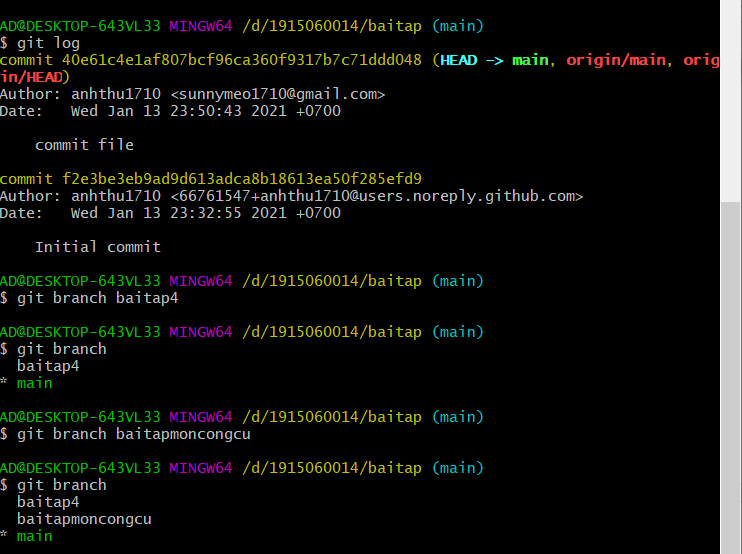 AD@DESKTOP-643VL33 MINGW64 /d/1915060014/baitap (main)
$ git log
commit 40e61c4e1af807bcf96ca360f9317b7c71ddd048 (HEAD -> main, origin/main, orig
in/HEAD)
Author: anhthu1710 <sunnymeo1710@gmail.com>
Date:   Wed Jan 13 23:50:43 2021 +0700
    commit file
commit f2e3be3eb9ad9d613adca8b18613ea50f285efd9
Author: anhthu1710 <66761547+anhthu1710@users.noreply.github.com>
Date:   Wed Jan 13 23:32:55 2021 +0700
    Initial commit
AD@DESKTOP-643VL33 MINGW64 /d/1915060014/baitap (main)
$ git branch baitap4
AD@DESKTOP-643VL33 MINGW64 /d/1915060014/baitap (main)
$ git branch
  baitap4
* main
AD@DESKTOP-643VL33 MINGW64 /d/1915060014/baitap (main)
$ git branch baitapmoncongcu
AD@DESKTOP-643VL33 MINGW64 /d/1915060014/baitap (main)
$ git branch
  baitap4
  baitapmoncongcu
* main